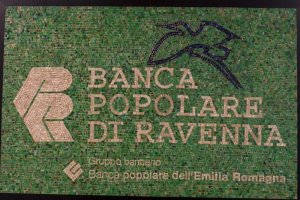 BANCA
POPOLARE
DI RAVENNA
Gruppo bancario
Banca popolare dell'Emilia Romagna